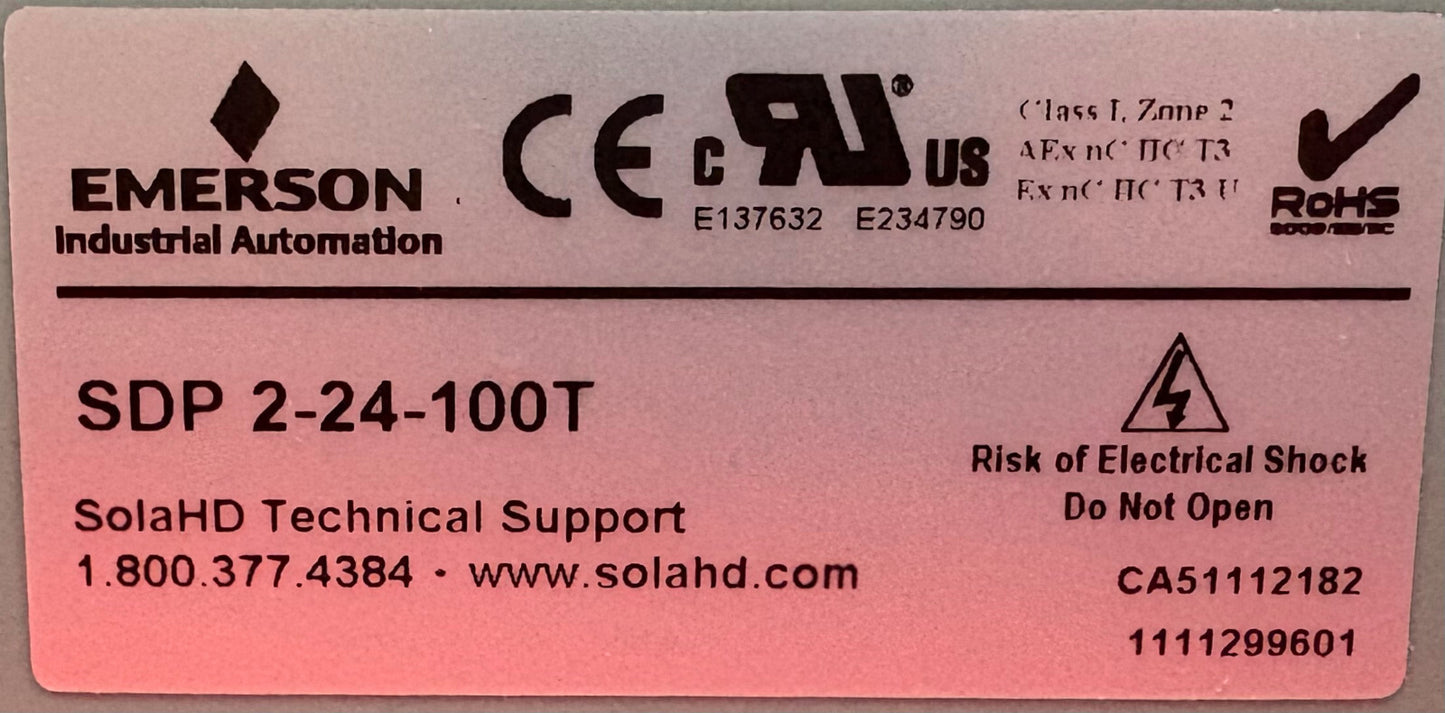 EMERSON
Industrial Automation
CE
C RU® US
E137632 E234790
Class I, Zone 2
AEx nC IIC T3
Ex nC IIC T3 U
RoHS
SDP 2-24-100T
SolaHD Technical Support
1.800.377.4384 · www.solahd.com
Risk of Electrical Shock
Do Not Open
CA51112182
1111299601